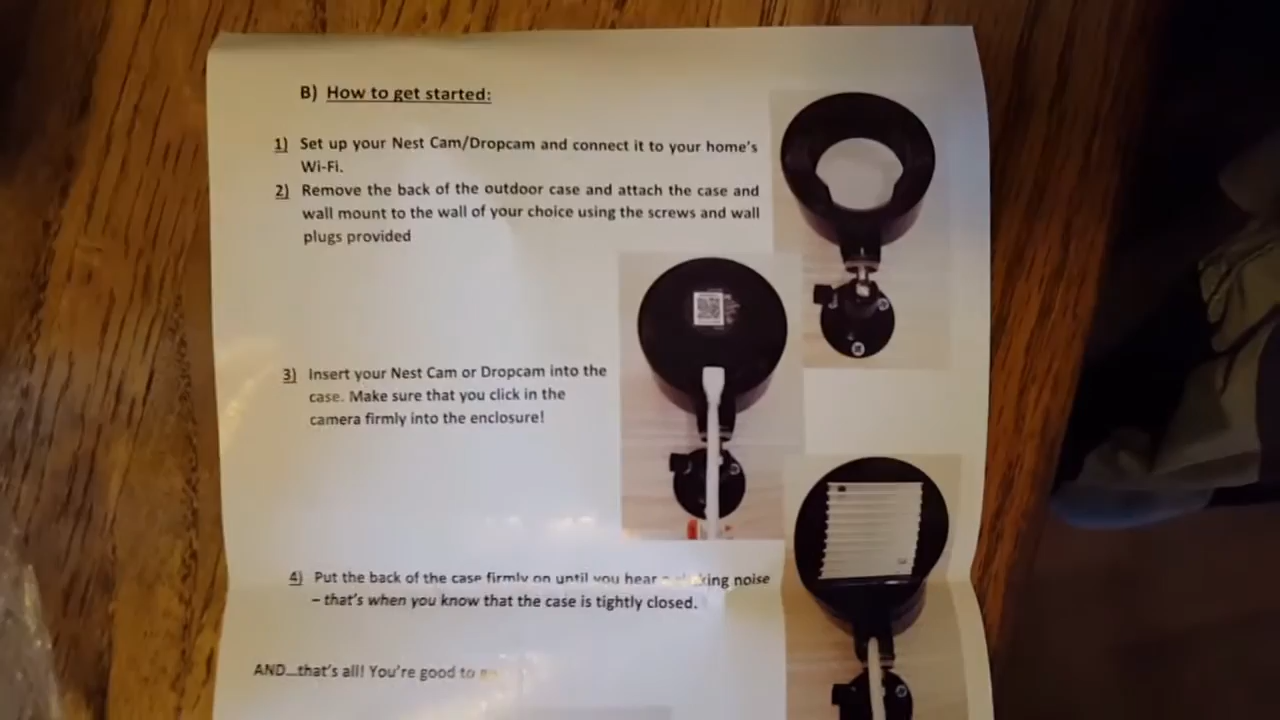 B) How to get started:
1) Set up your Nest Cam/Dropcam and connect it to your home's
Wi-Fi.
2) Remove the back of the outdoor case and attach the case and
wall mount to the wall of your choice using the screws and wall
plugs provided
3) Insert your Nest Cam or Dropcam into the
case. Make sure that you click in the
camera firmly into the enclosure!
4) Put the back of the case firmly on until you hear noise
– that's when you know that the case is tightly closed.
AND...that's all! You're good to